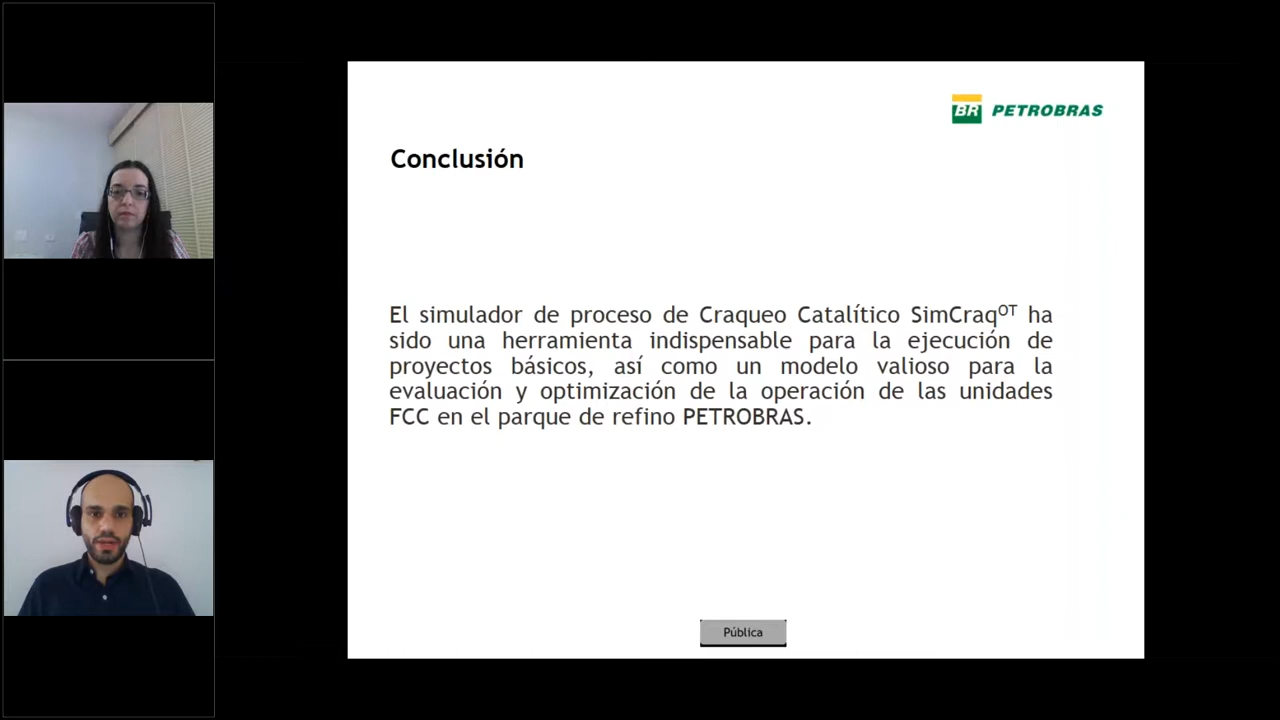 BR PETROBRAS
Conclusión
El simulador de proceso de Craqueo Catalítico SimCraqᴼᵀ ha
sido una herramienta indispensable para la ejecución de
proyectos básicos, así como un modelo valioso para la
evaluación y optimización de la operación de las unidades
FCC en el parque de refino PETROBRAS.
Pública